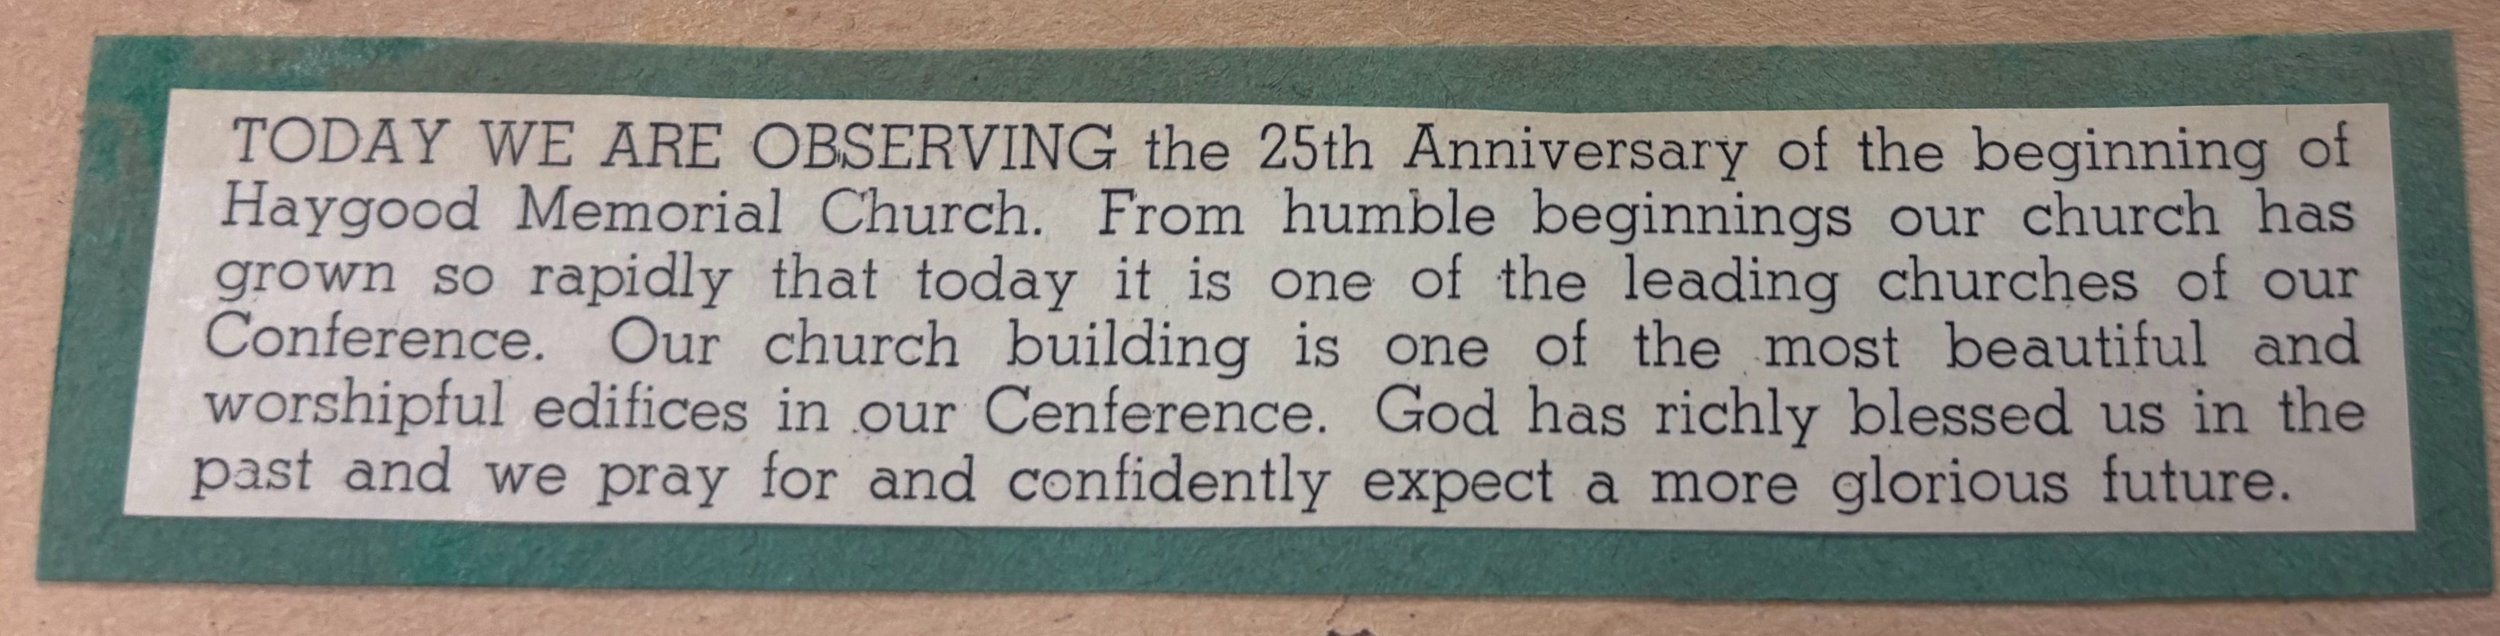 TODAY WE ARE OBSERVING the 25th Anniversary of the beginning of
Haygood Memorial Church. From humble beginnings our church has
grown so rapidly that today it is one of the leading churches of our
Conference. Our church building is one of the most beautiful and
worshipful edifices in our Cenference. God has richly blessed us in the
past and we pray for and confidently expect a more glorious future.